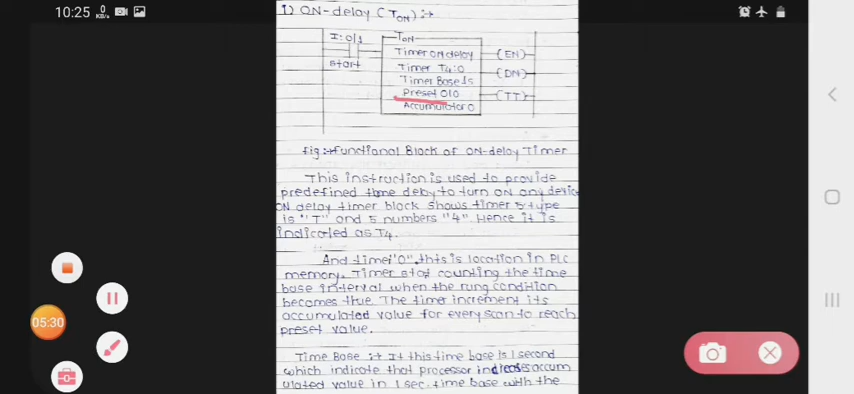 10:25
0
KB/s
1) ON-delay (TON) :-
I:0/1
Start
TON
Timer ON delay
Timer T4:0
Timer Base 1s
Preset 010
Accumulator 0
(EN)
(DN)
(TT)
fig:- Functional Block of ON-delay Timer
This instruction is used to provide
predefined time delay to turn ON any device
ON delay timer block shows timer 5 type
is "T" and 5 numbers "4". Hence it is
indicated as T4.
And timer "0", this is location in PLC
memory. Timer start counting the time
base interval when the rung condition
becomes true. The timer increment its
accumulated value for every scan to reach
preset value.
Time Base :- It this time base is 1 second
which indicate that processor increases accum
ulated value in 1 sec. time base with the
05:30